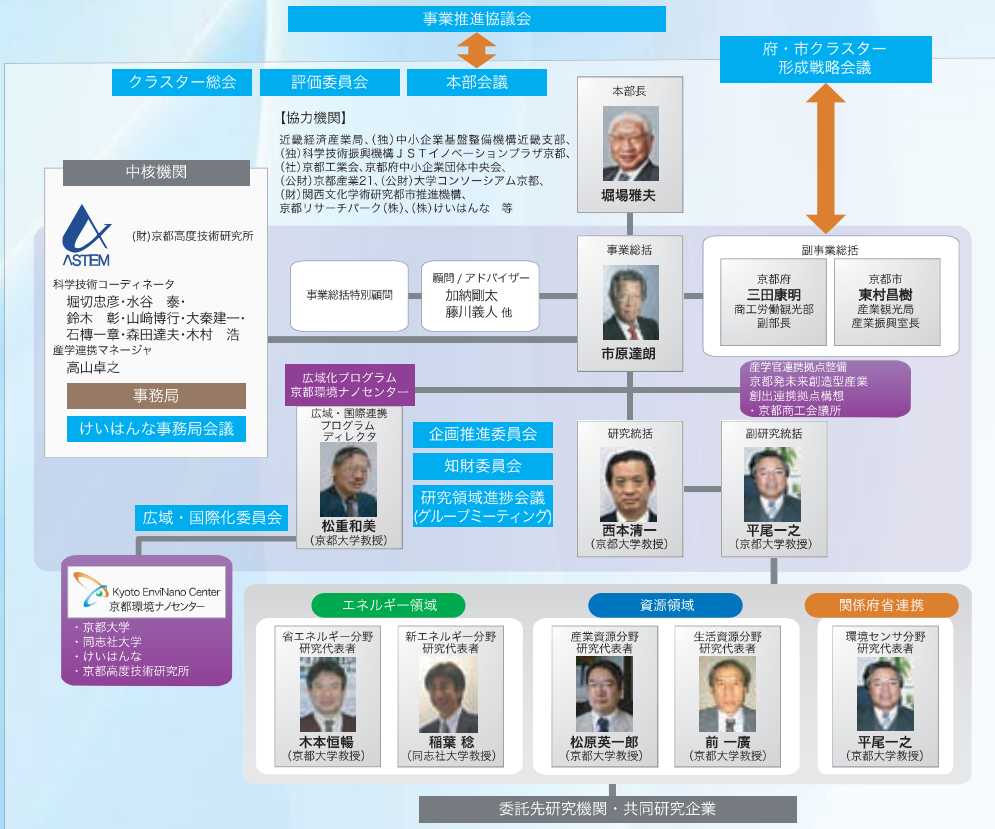 事業推進協議会
府・市クラスター
形成戦略会議
クラスター総会
評価委員会
本部会議
【協力機関】
近畿経済産業局、(独)中小企業基盤整備機構近畿支部、
(独)科学技術振興機構JSTイノベーションプラザ京都、
(社)京都工業会、京都府中小企業団体中央会、
(公財)京都産業21、(公財)大学コンソーシアム京都、
(財)関西文化学術研究都市推進機構、
京都リサーチパーク(株)、(株)けいはんな 等
本部長
堀場雅夫
中核機関
ASTEM
(財)京都高度技術研究所
科学技術コーディネータ
堀切忠彦・水谷 泰・
鈴木 彰・山﨑博行・大秦建一・
石槫一章・森田達夫・木村 浩
産学連携マネージャ
高山卓之
事務局
けいはんな事務局会議
事業総括特別顧問
顧問/アドバイザー
加納剛太
藤川義人 他
事業総括
市原達朗
副事業総括
京都府
三田康明
商工労働観光部
副部長
京都市
東村昌樹
産業観光局
産業振興室長
広域化プログラム
京都環境ナノセンター
産学官連携拠点整備
京都発未来創造型産業
創出連携拠点構想
・京都商工会議所
広域・国際連携
プログラム
ディレクタ
松重和美
(京都大学教授)
企画推進委員会
知財委員会
研究領域進捗会議
(グループミーティング)
研究統括
西本清一
(京都大学教授)
副研究統括
平尾一之
(京都大学教授)
広域・国際化委員会
Kyoto EnviNano Center
京都環境ナノセンター
・京都大学
・同志社大学
・けいはんな
・京都高度技術研究所
エネルギー領域
省エネルギー分野
研究代表者
木本恒暢
(京都大学教授)
新エネルギー分野
研究代表者
稲葉 稔
(同志社大学教授)
資源領域
産業資源分野
研究代表者
松原英一郎
(京都大学教授)
生活資源分野
研究代表者
前 一廣
(京都大学教授)
関係府省連携
環境センサ分野
研究代表者
平尾一之
(京都大学教授)
委託先研究機関・共同研究企業